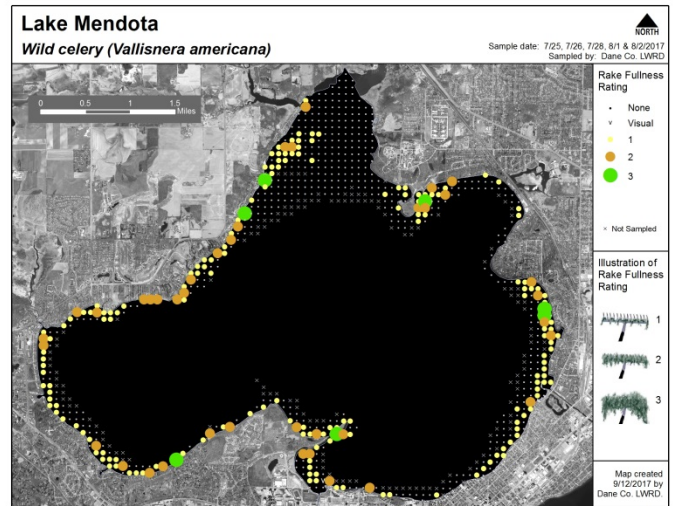 Lake Mendota
Wild celery (Vallisnera americana)
NORTH
Sample date: 7/25, 7/26, 7/28, 8/1 & 8/2/2017
Sampled by: Dane Co. LWRD
0 0.5 1 1.5
Miles
Rake Fullness
Rating
None
v Visual
1
2
3
× Not Sampled
Illustration of
Rake Fullness
Rating
1
2
3
Map created
9/12/2017 by
Dane Co. LWRD.